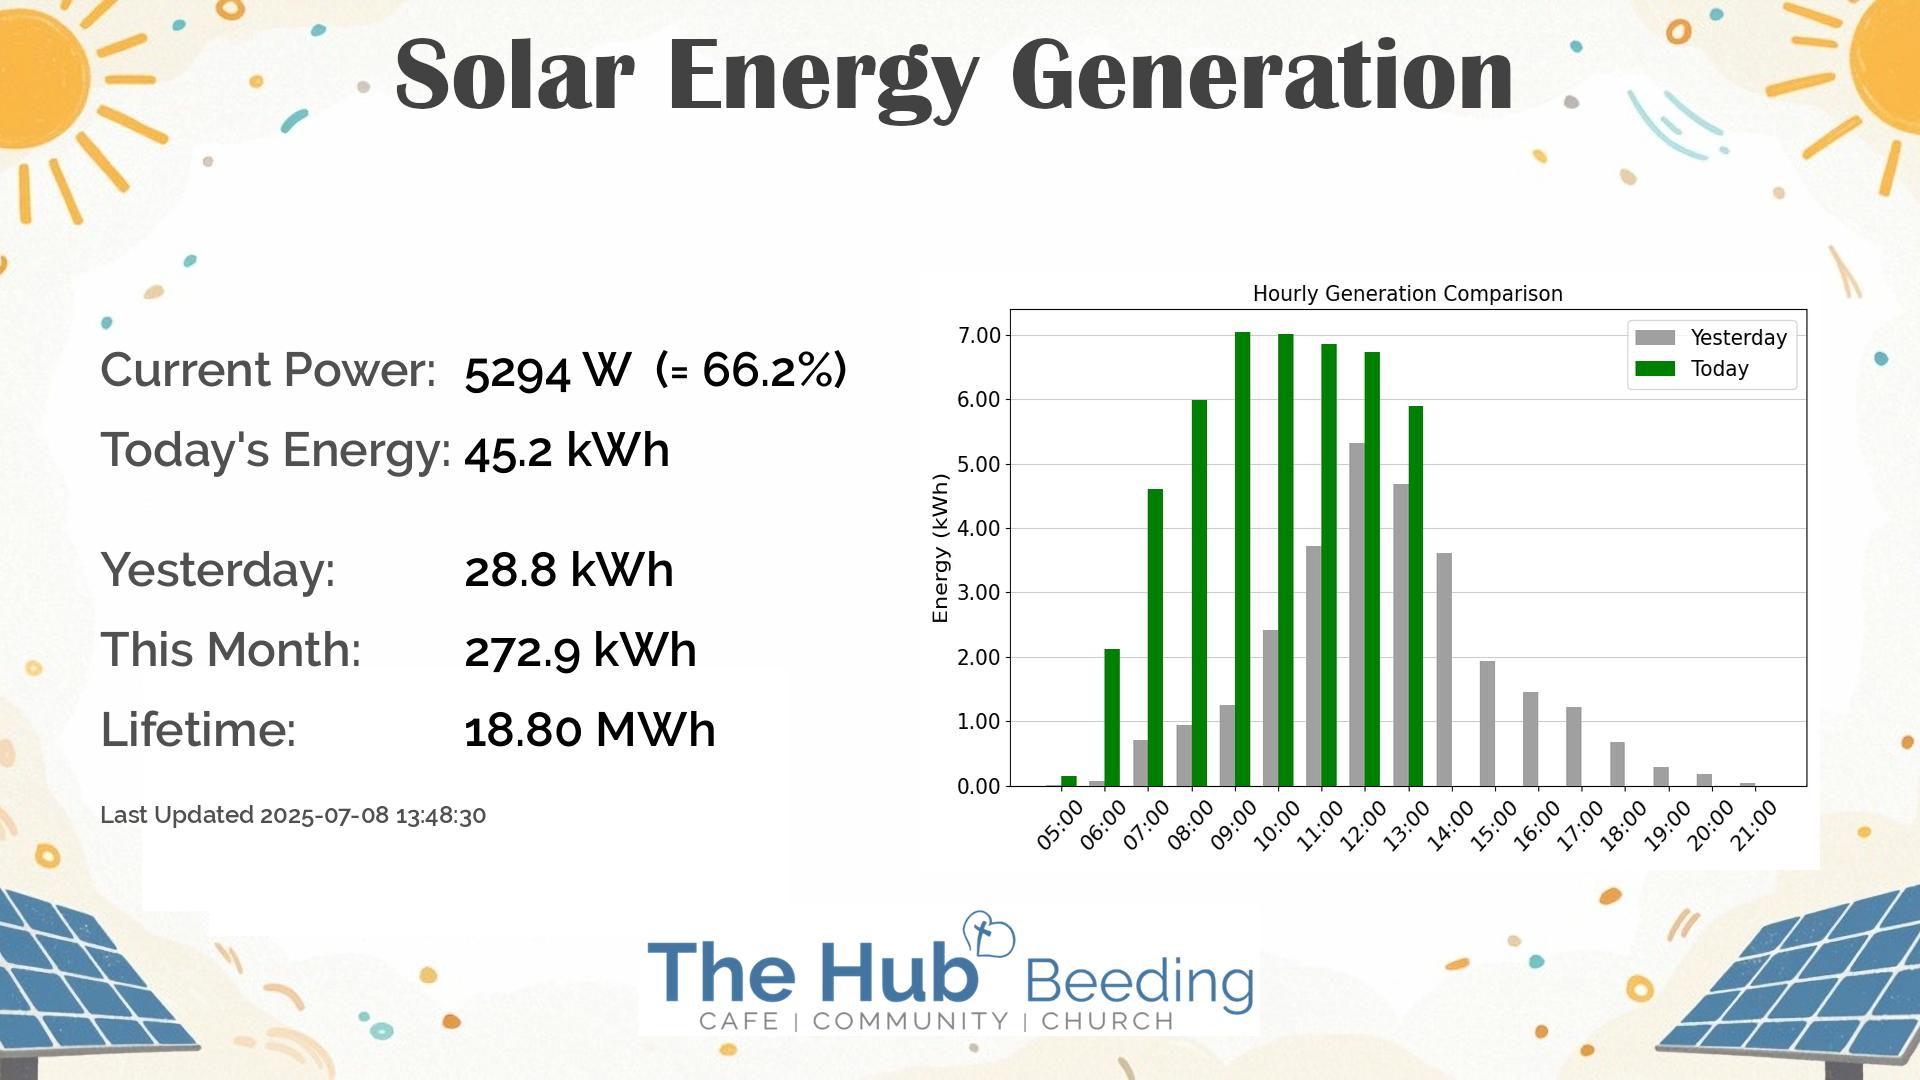 Solar Energy Generation
Current Power: 5294 W (= 66.2%)
Today's Energy: 45.2 kWh
Yesterday: 28.8 kWh
This Month: 272.9 kWh
Lifetime: 18.80 MWh
Last Updated 2025-07-08 13:48:30
Hourly Generation Comparison
Yesterday
Today
Energy (kWh)
7.00
6.00
5.00
4.00
3.00
2.00
1.00
0.00
05:00 06:00 07:00 08:00 09:00 10:00 11:00 12:00 13:00 14:00 15:00 16:00 17:00 18:00 19:00 20:00 21:00
The Hub Beeding
CAFE | COMMUNITY | CHURCH